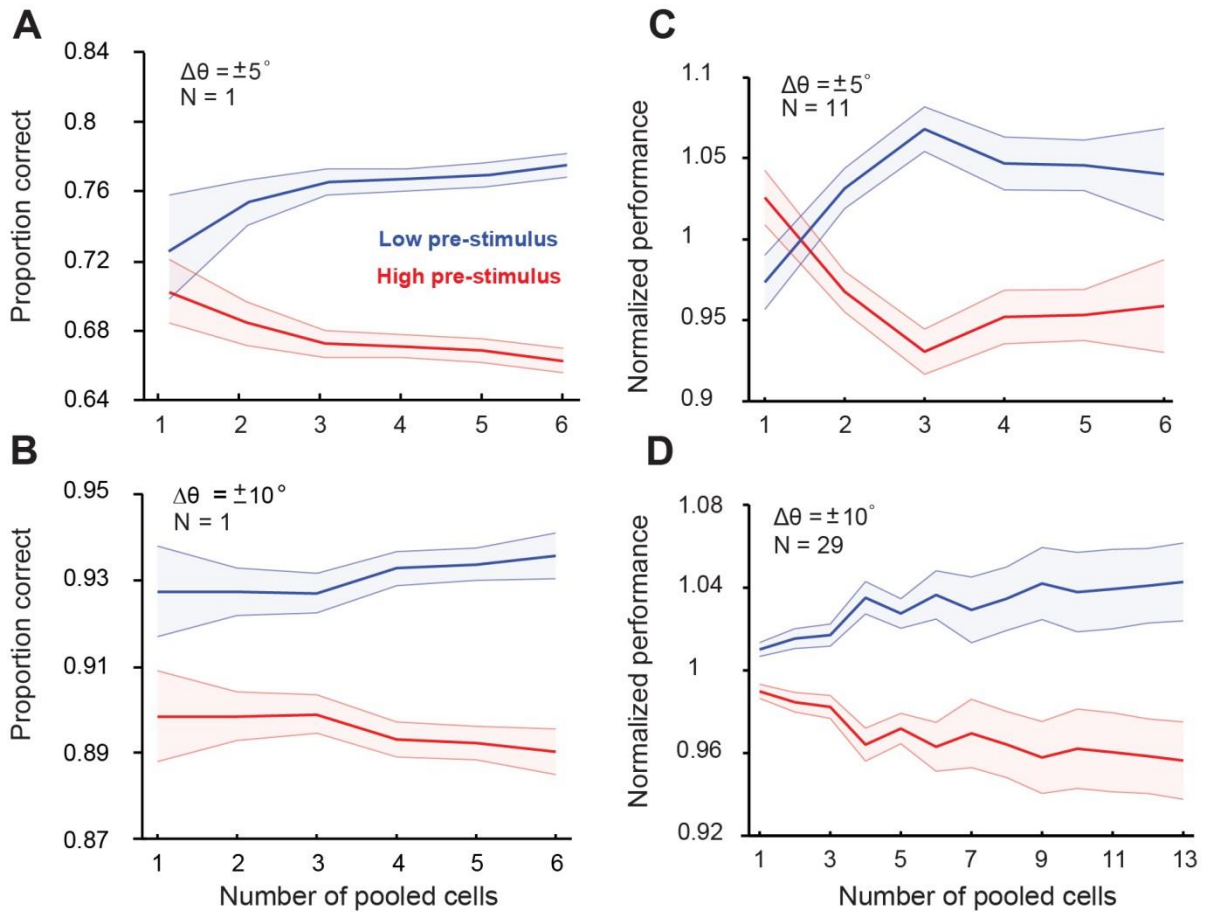 A
0.84
0.8
0.76
0.72
0.68
0.64
Proportion correct
Δθ = ±5°
N = 1
Low pre-stimulus
High pre-stimulus
1 2 3 4 5 6
C
1.1
1.05
1
0.95
0.9
Normalized performance
Δθ = ±5°
N = 11
1 2 3 4 5 6
B
0.95
0.93
0.91
0.89
0.87
Proportion correct
Δθ = ±10°
N = 1
1 2 3 4 5 6
Number of pooled cells
D
1.08
1.04
1
0.96
0.92
Normalized performance
Δθ = ±10°
N = 29
1 3 5 7 9 11 13
Number of pooled cells